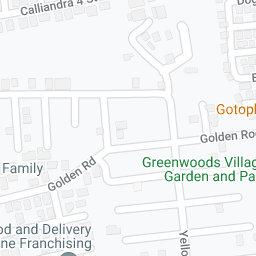 Calliandra 4 S
Do
E
Gotop
Golden Ro
Greenwoods Villag
Garden and Pa
Family
Golden Rd
od and Delivery
ne Franchising
Yello